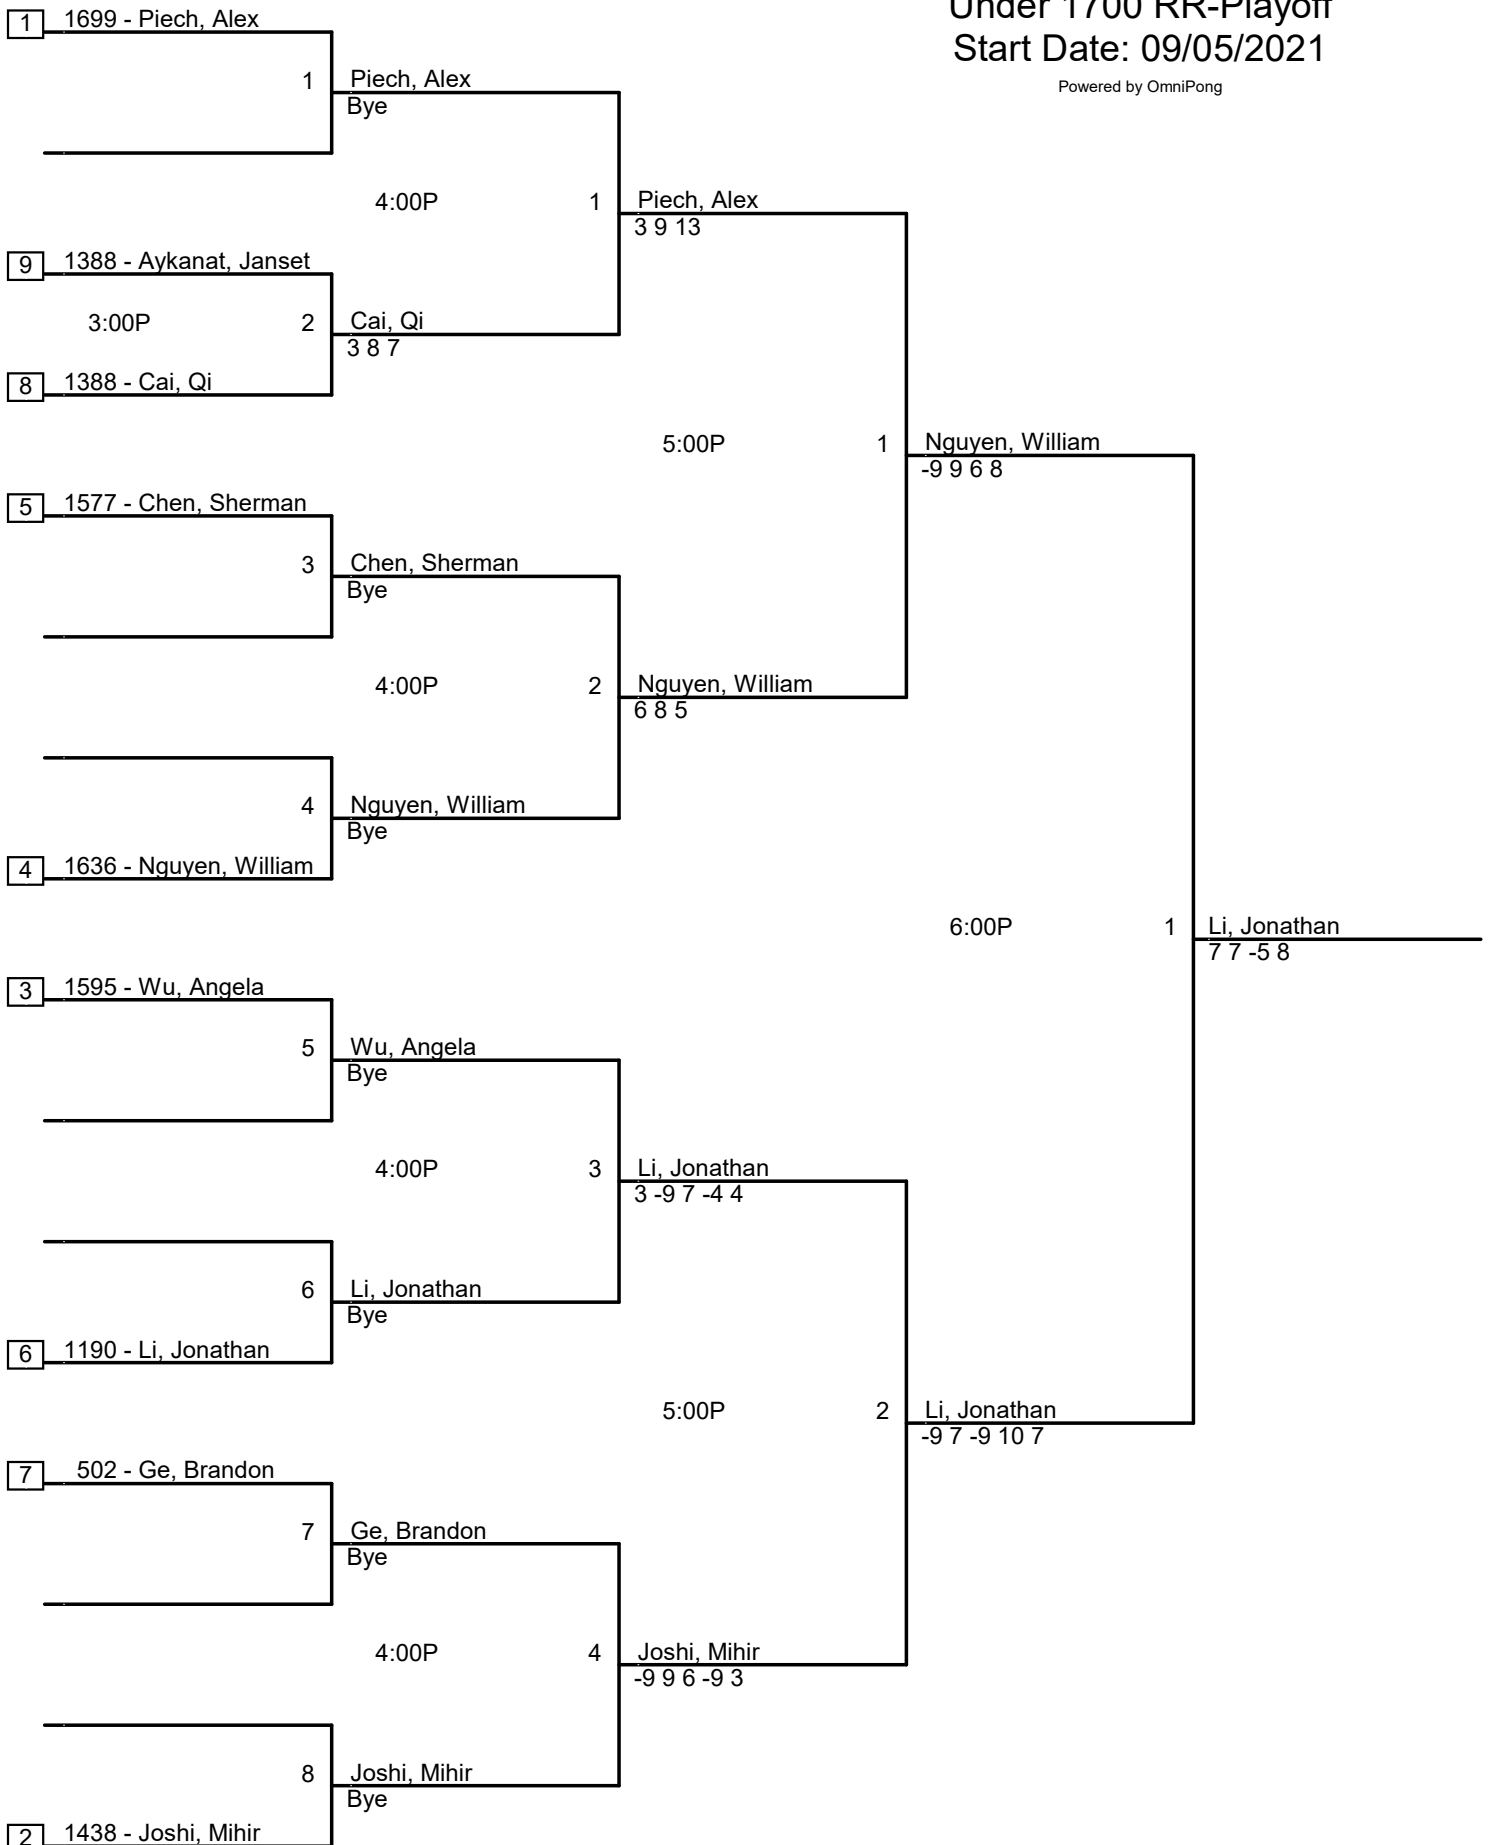 Under 1700 RR-Playoff
Start Date: 09/05/2021
Powered by OmniPong
1 1699 - Piech, Alex
1 Piech, Alex
Bye
4:00P 1 Piech, Alex
3 9 13
9 1388 - Aykanat, Janset
3:00P 2 Cai, Qi
3 8 7
8 1388 - Cai, Qi
5:00P 1 Nguyen, William
-9 9 6 8
5 1577 - Chen, Sherman
3 Chen, Sherman
Bye
4:00P 2 Nguyen, William
6 8 5
4 Nguyen, William
Bye
4 1636 - Nguyen, William
6:00P 1 Li, Jonathan
7 7 -5 8
3 1595 - Wu, Angela
5 Wu, Angela
Bye
4:00P 3 Li, Jonathan
3 -9 7 -4 4
6 Li, Jonathan
Bye
6 1190 - Li, Jonathan
5:00P 2 Li, Jonathan
-9 7 -9 10 7
7 502 - Ge, Brandon
7 Ge, Brandon
Bye
4:00P 4 Joshi, Mihir
-9 9 6 -9 3
8 Joshi, Mihir
Bye
2 1438 - Joshi, Mihir